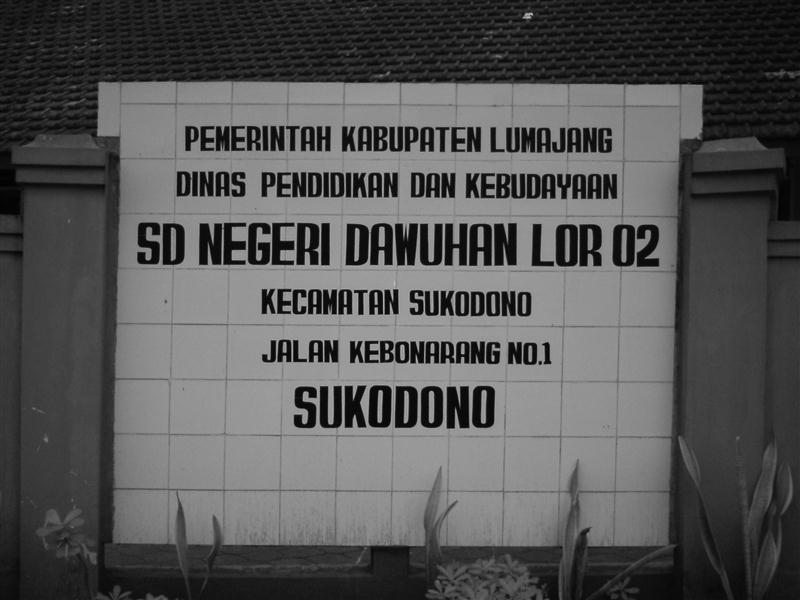 PEMERINTAH KABUPATEN LUMAJANG
DINAS PENDIDIKAN DAN KEBUDAYAAN
SD NEGERI DAWUHAN LOR 02
KECAMATAN SUKODONO
JALAN KEBONARANG NO.1
SUKODONO